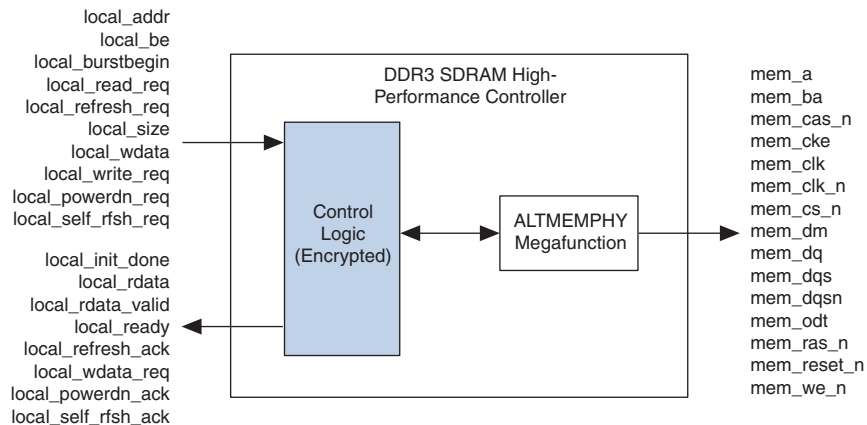 local_addr
local_be
local_burstbegin
local_read_req
local_refresh_req
local_size
local_wdata
local_write_req
local_powerdn_req
local_self_rfsh_req
local_init_done
local_rdata
local_rdata_valid
local_ready
local_refresh_ack
local_wdata_req
local_powerdn_ack
local_self_rfsh_ack
DDR3 SDRAM High-
Performance Controller
Control
Logic
(Encrypted)
ALTMEMPHY
Megafunction
mem_a
mem_ba
mem_cas_n
mem_cke
mem_clk
mem_clk_n
mem_cs_n
mem_dm
mem_dq
mem_dqs
mem_dqsn
mem_odt
mem_ras_n
mem_reset_n
mem_we_n